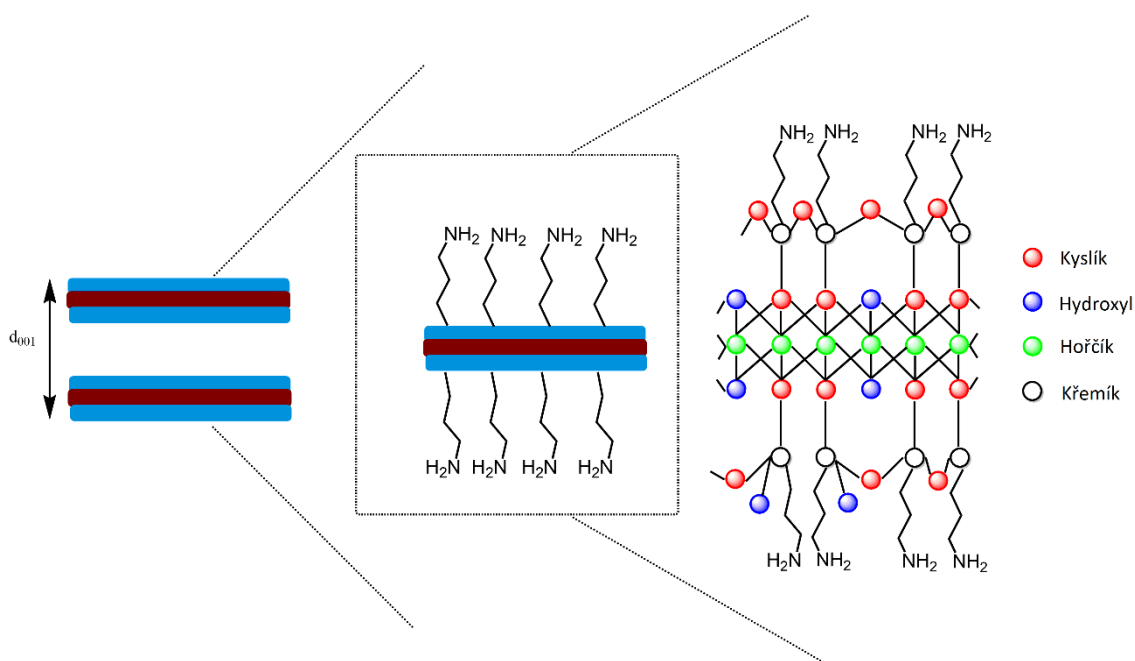 d₀₀₁
NH₂ NH₂ NH₂ NH₂
H₂N H₂N H₂N H₂N
NH₂ NH₂ NH₂ NH₂
H₂N NH₂ NH₂ NH₂
Kyslík
Hydroxyl
Hořčík
Křemík